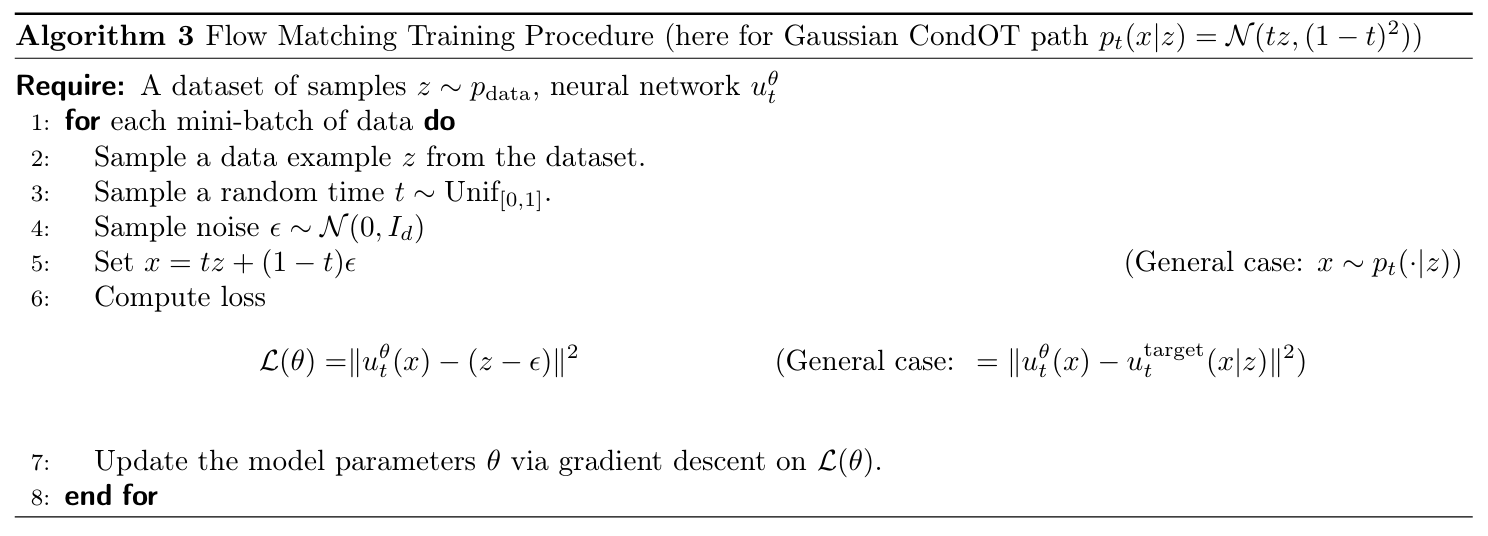 Algorithm 3 Flow Matching Training Procedure (here for Gaussian CondOT path $p_t(x|z) = \mathcal{N}(tz, (1-t)^2)$)
Require: A dataset of samples $z \sim p_{\text{data}}$, neural network $u_t^\theta$
1: for each mini-batch of data do
2: Sample a data example $z$ from the dataset.
3: Sample a random time $t \sim \text{Unif}_{[0,1]}$.
4: Sample noise $\epsilon \sim \mathcal{N}(0, I_d)$
5: Set $x = tz + (1-t)\epsilon$ (General case: $x \sim p_t(\cdot|z)$)
6: Compute loss
$\mathcal{L}(\theta) = \|u_t^\theta(x) - (z - \epsilon)\|^2$ (General case: $= \|u_t^\theta(x) - u_t^{\text{target}}(x|z)\|^2$)
7: Update the model parameters $\theta$ via gradient descent on $\mathcal{L}(\theta)$.
8: end for